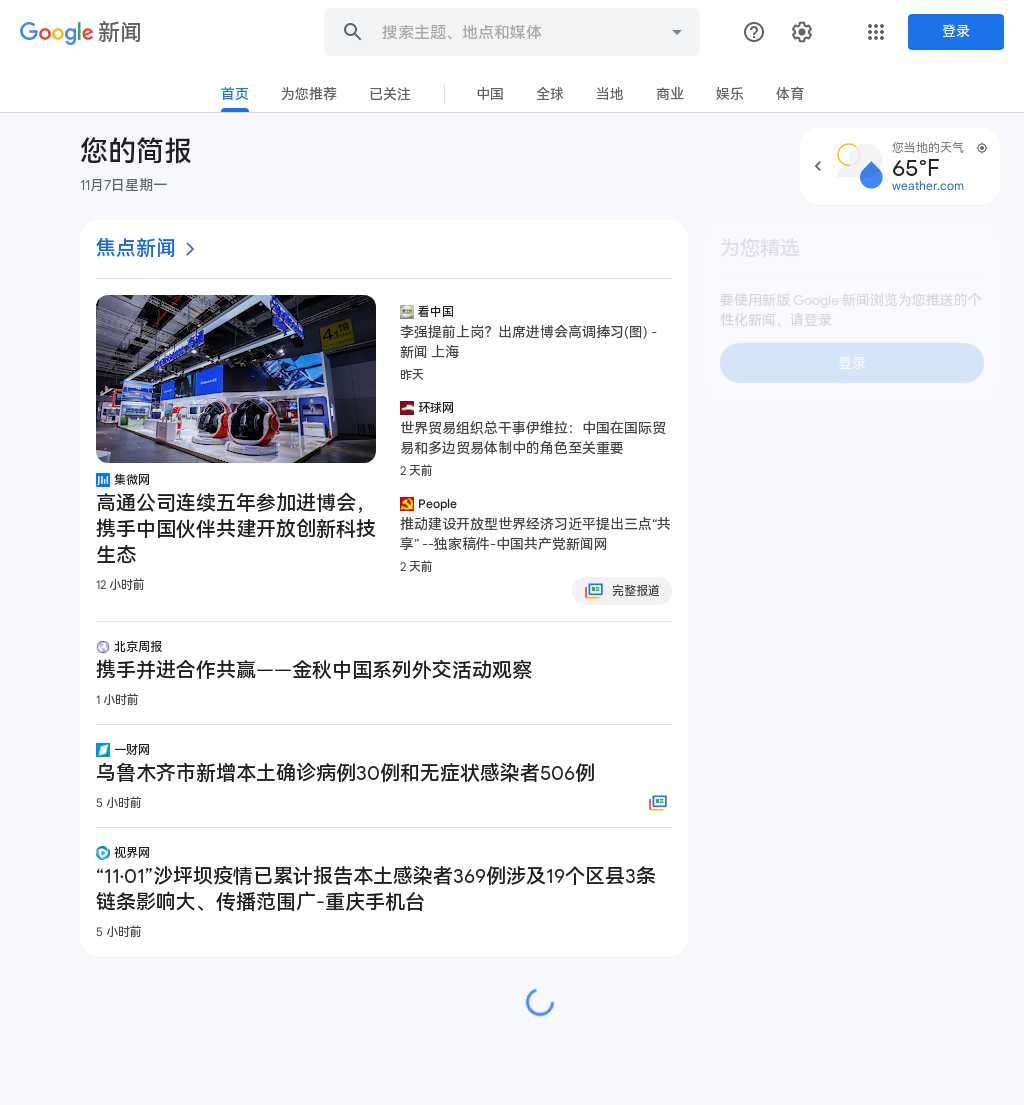 Google 新闻
搜索主题、地点和媒体
登录
首页
为您推荐
已关注
中国
全球
当地
商业
娱乐
体育
您的简报
11月7日星期一
您当地的天气
65°F
weather.com
焦点新闻
集微网
高通公司连续五年参加进博会，
携手中国伙伴共建开放创新科技
生态
12 小时前
看中国
李强提前上岗？出席进博会高调捧习(图) -
新闻 上海
昨天
环球网
世界贸易组织总干事伊维拉：中国在国际贸
易和多边贸易体制中的角色至关重要
2 天前
People
推动建设开放型世界经济习近平提出三点“共
享” --独家稿件-中国共产党新闻网
2 天前
完整报道
北京周报
携手并进合作共赢——金秋中国系列外交活动观察
1 小时前
一财网
乌鲁木齐市新增本土确诊病例30例和无症状感染者506例
5 小时前
视界网
“11·01”沙坪坝疫情已累计报告本土感染者369例涉及19个区县3条
链条影响大、传播范围广-重庆手机台
5 小时前
为您精选
要使用新版 Google 新闻浏览为您推送的个
性化新闻，请登录
登录